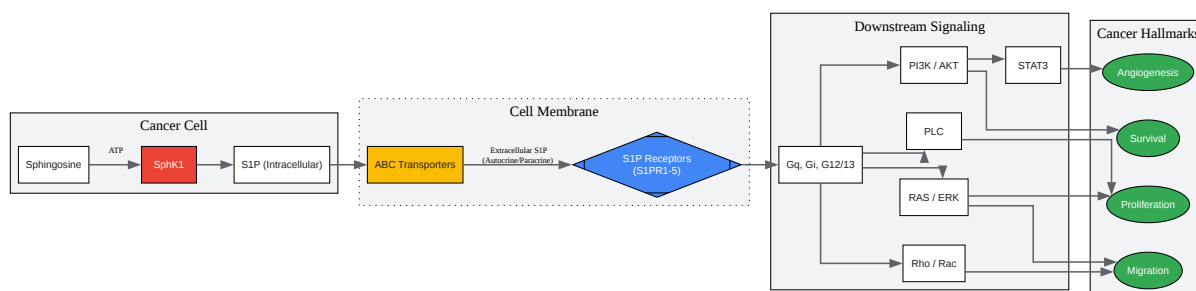 Cancer Cell
Sphingosine
ATP
SphK1
S1P (Intracellular)
Cell Membrane
ABC Transporters
Extracellular S1P
(Autocrine/Paracrine)
S1P Receptors
(S1PR1-5)
Downstream Signaling
Gq, Gi, G12/13
PI3K / AKT
STAT3
PLC
RAS / ERK
Rho / Rac
Cancer Hallmarks
Angiogenesis
Survival
Proliferation
Migration